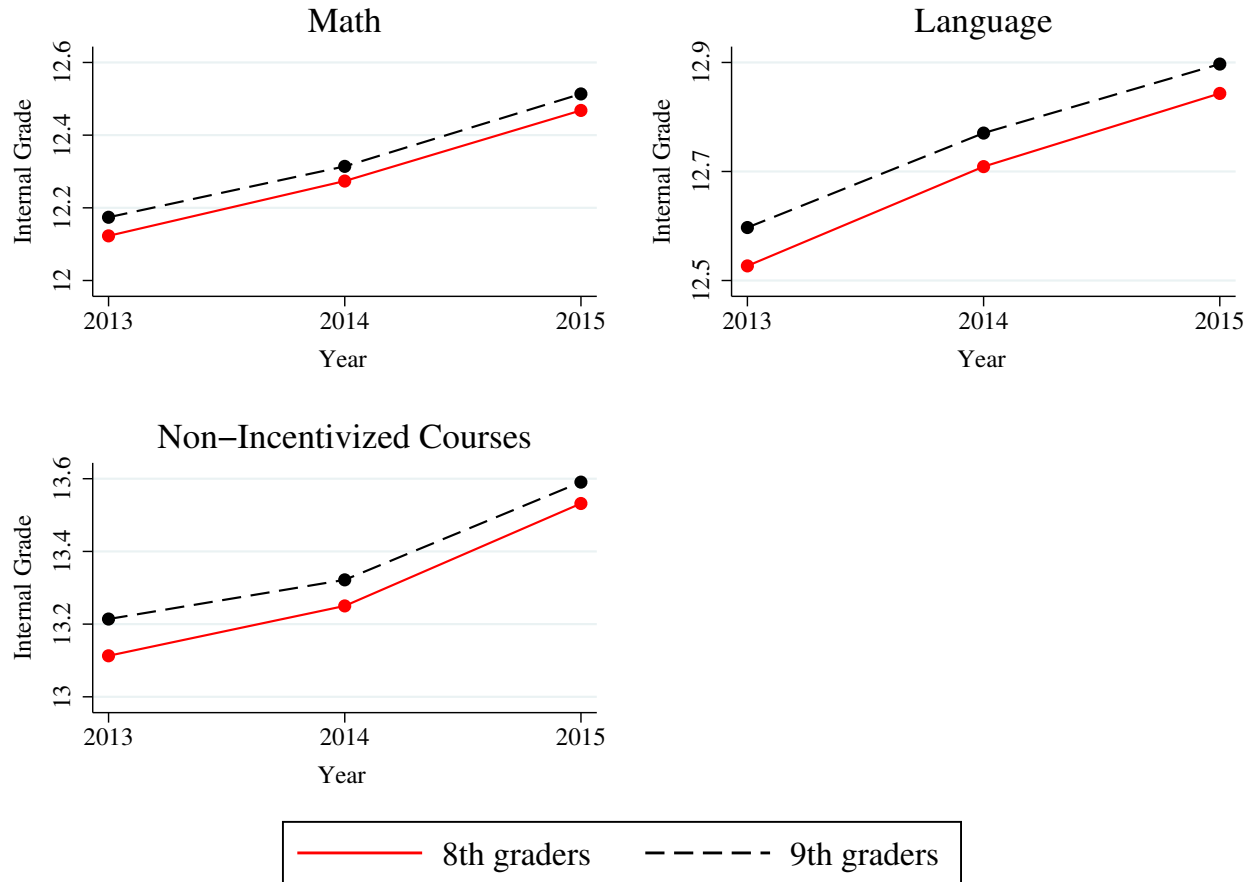 Math
Internal Grade
12.6
12.4
12.2
12
2013 2014 2015
Year
Language
Internal Grade
12.9
12.7
12.5
2013 2014 2015
Year
Non−Incentivized Courses
Internal Grade
13.6
13.4
13.2
13
2013 2014 2015
Year
8th graders 9th graders